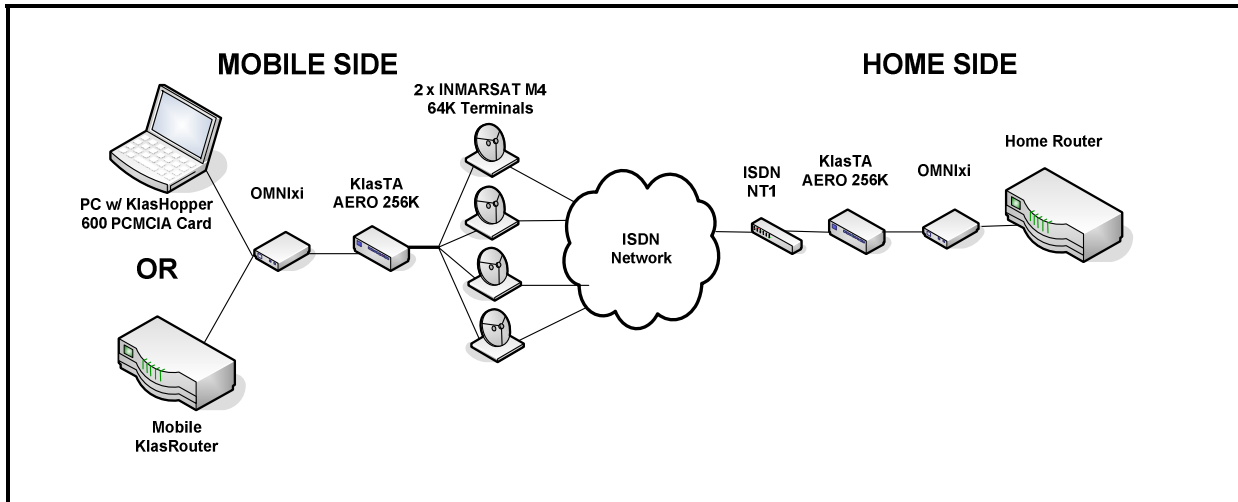 MOBILE SIDE
HOME SIDE
2 x INMARSAT M4
64K Terminals
PC w/ KlasHopper
600 PCMCIA Card
OMNIxi
KlasTA
AERO 256K
OR
Mobile
KlasRouter
ISDN
Network
ISDN
NT1
KlasTA
AERO 256K
OMNIxi
Home Router